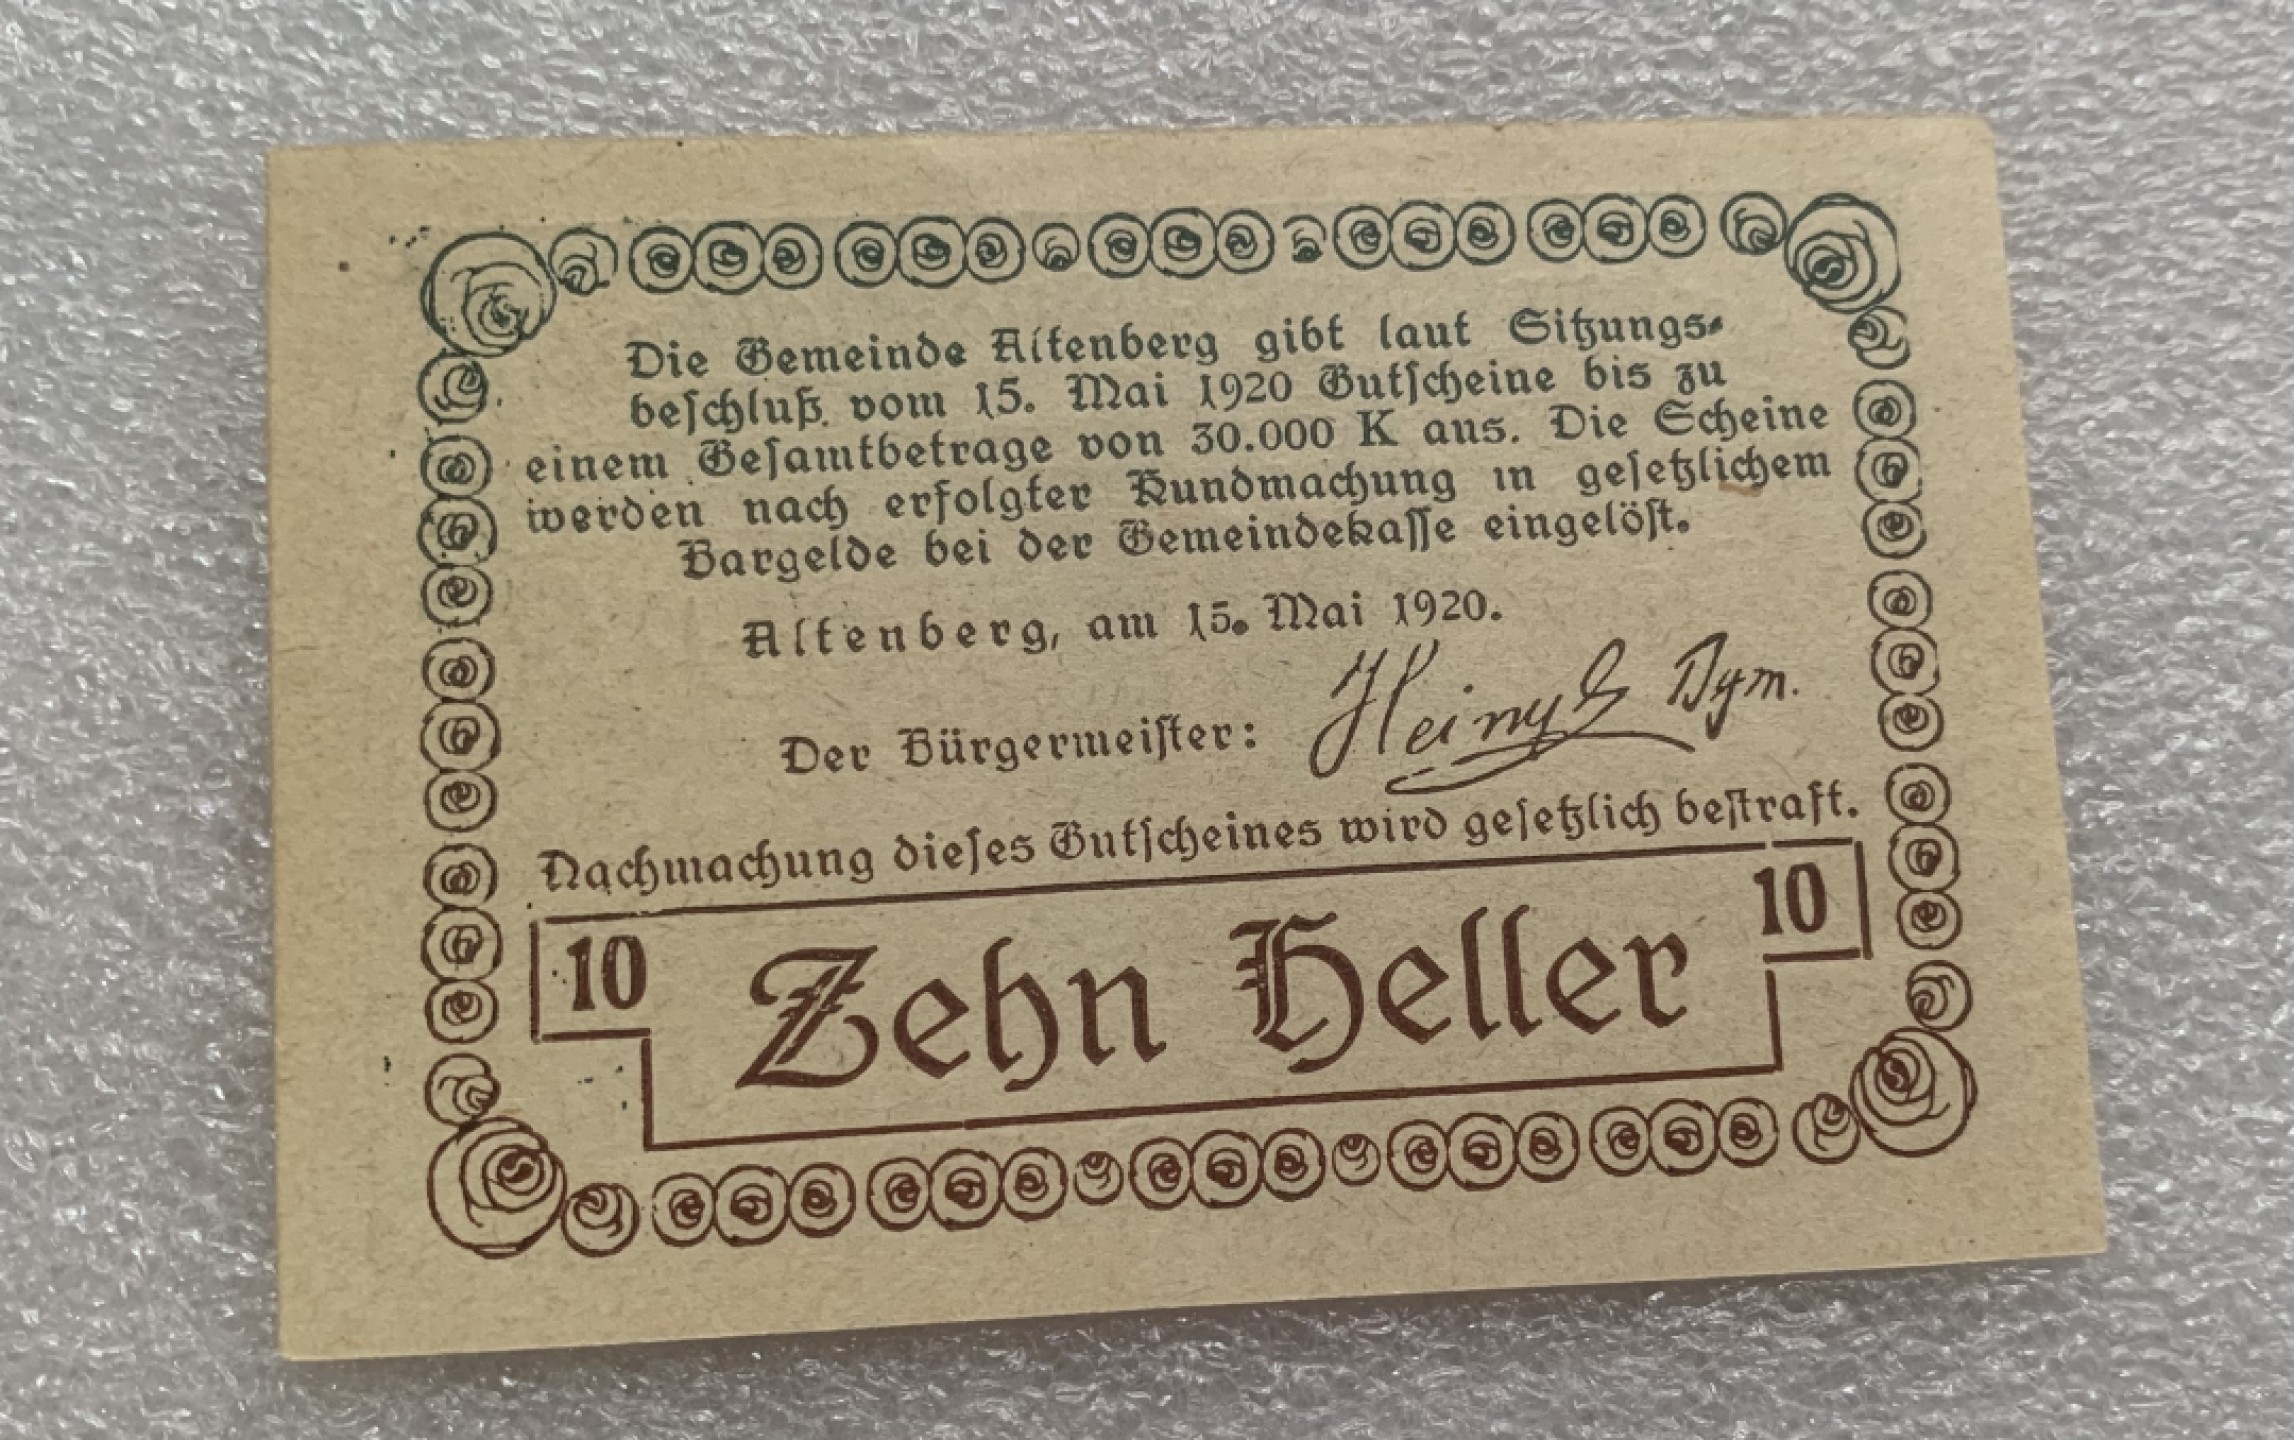 Die Gemeinde Altenberg gibt laut Sitzungs-
beschluß vom 15. Mai 1920 Gutscheine bis zu
einem Gesamtbetrage von 30.000 K aus. Die Scheine
werden nach erfolgter Kundmachung in gesetzlichem
Bargelde bei der Gemeindekasse eingelöst.
Altenberg, am 15. Mai 1920.
Der Bürgermeister:
Nachmachung dieses Gutscheines wird gesetzlich bestraft.
10 Zehn Heller 10